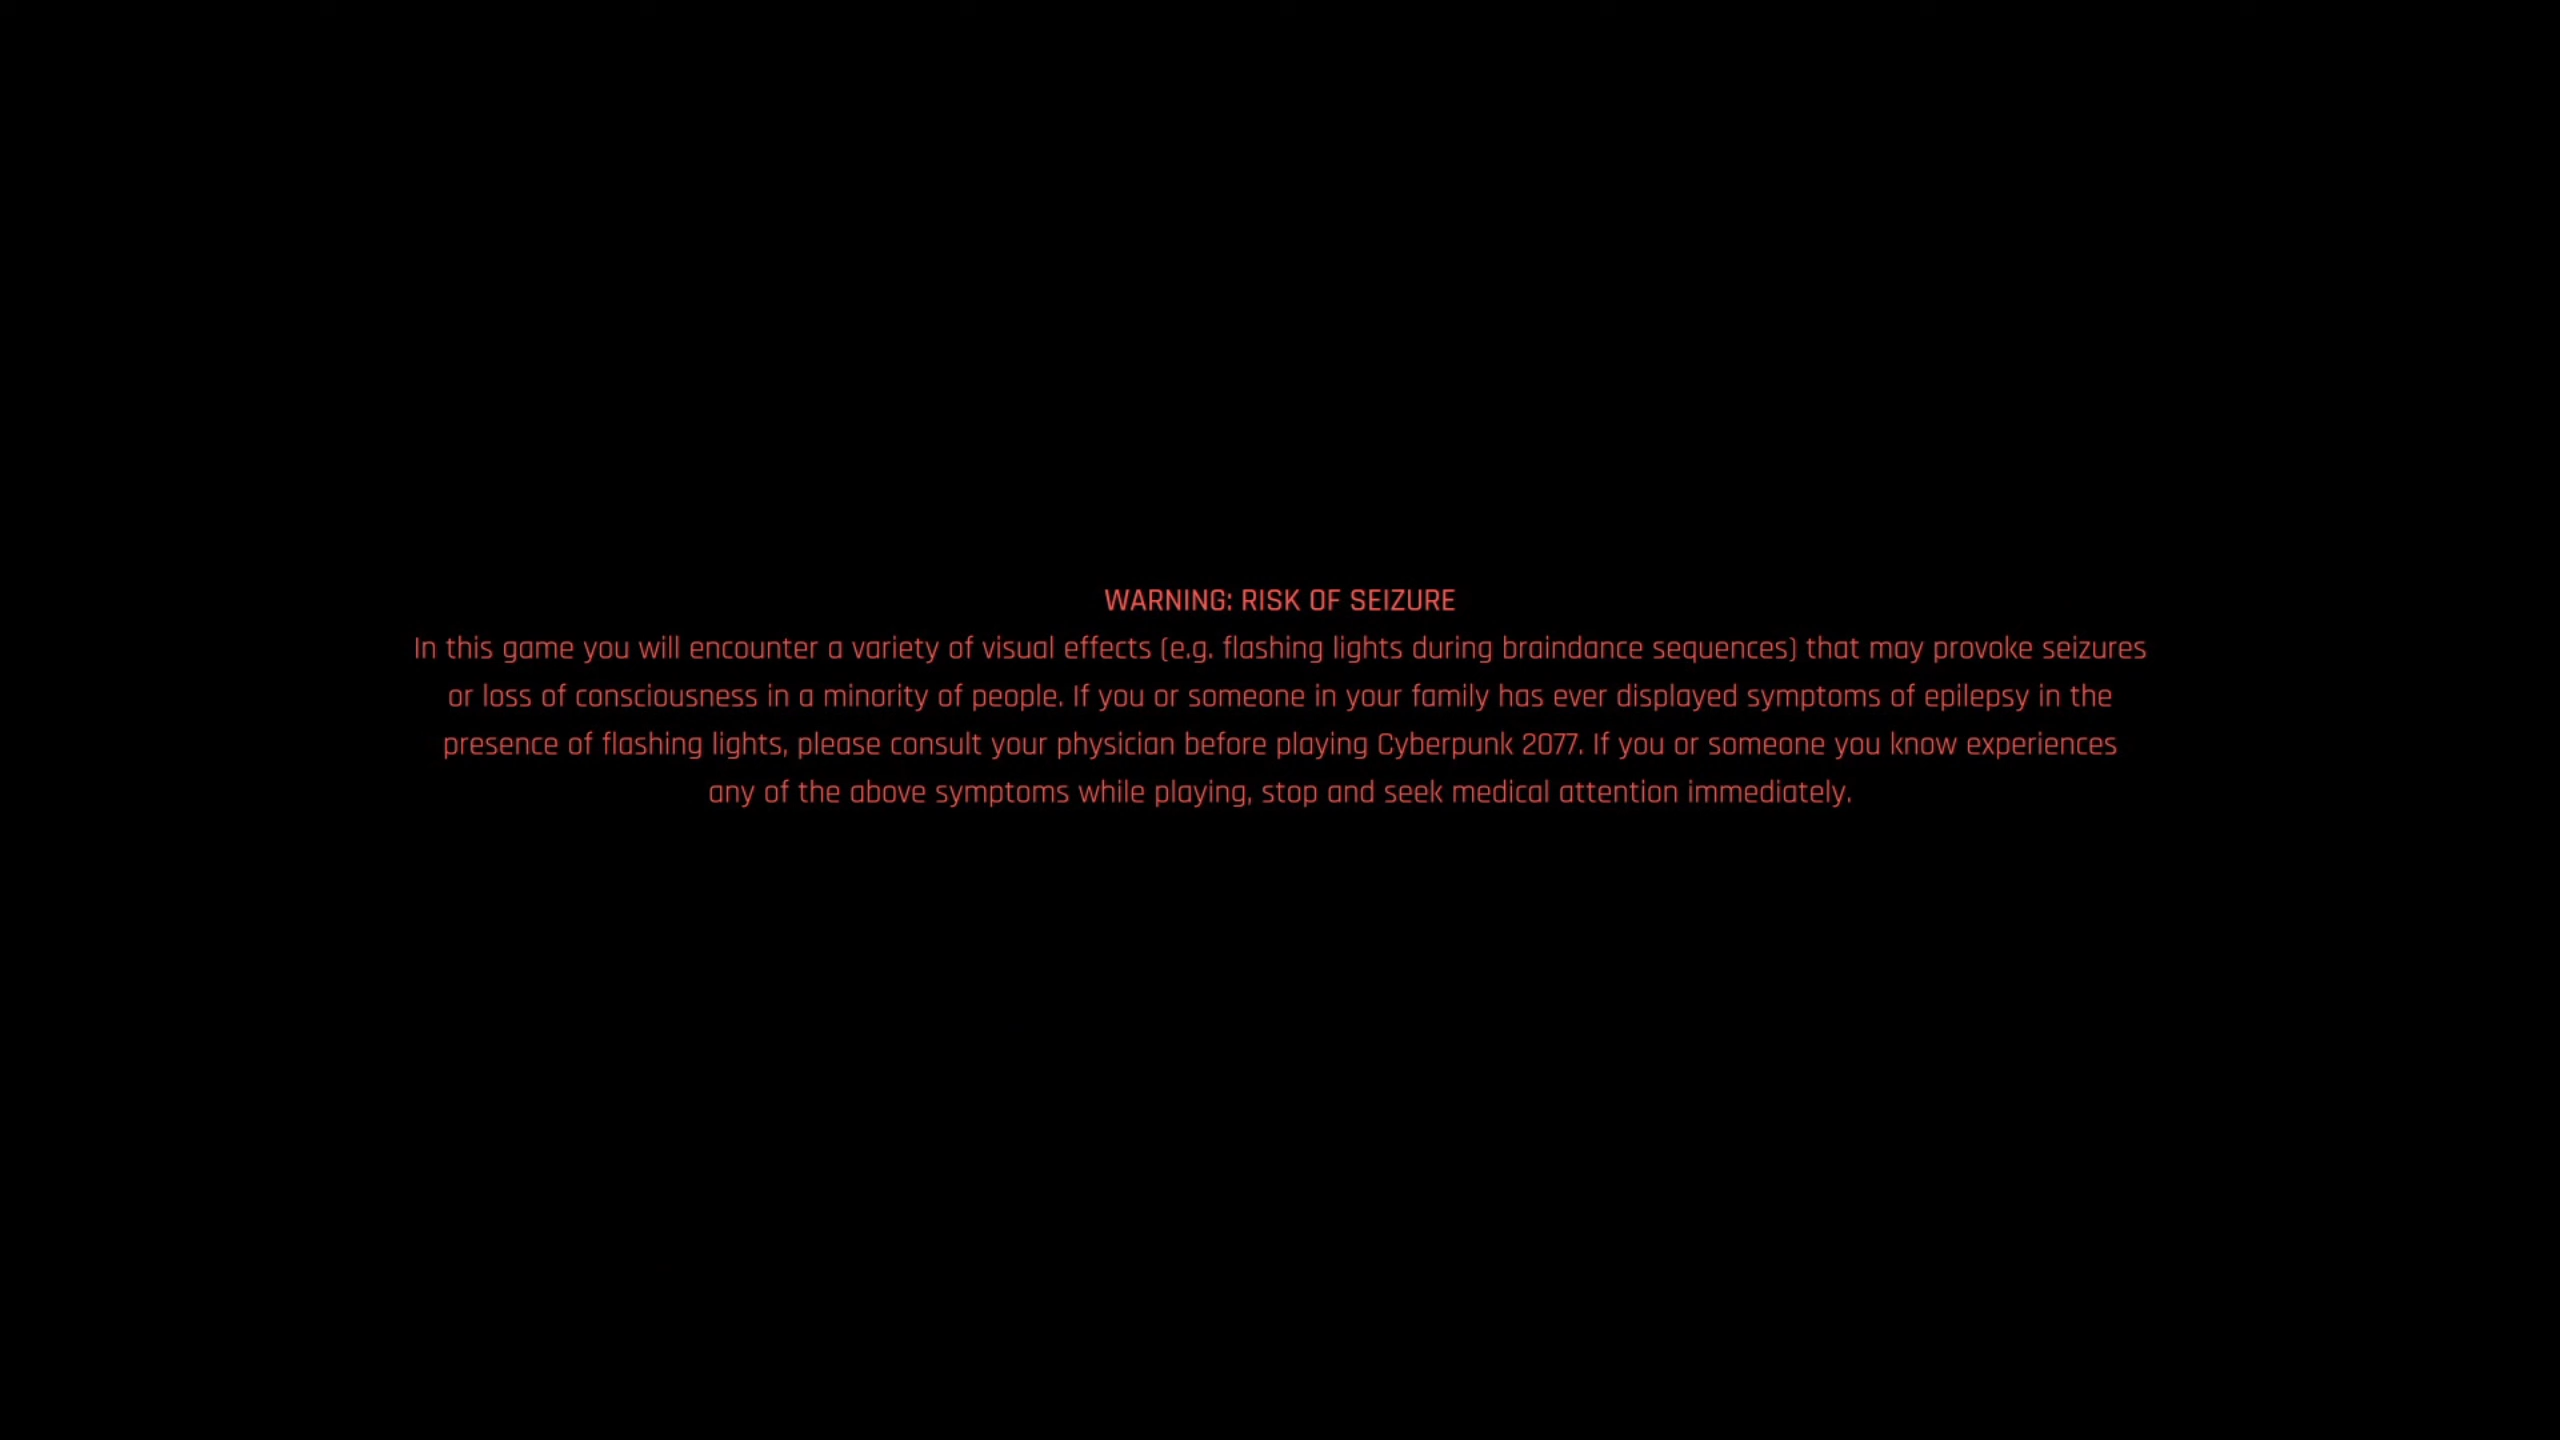 WARNING: RISK OF SEIZURE
In this game you will encounter a variety of visual effects (e.g. flashing lights during braindance sequences) that may provoke seizures
or loss of consciousness in a minority of people. If you or someone in your family has ever displayed symptoms of epilepsy in the
presence of flashing lights, please consult your physician before playing Cyberpunk 2077. If you or someone you know experiences
any of the above symptoms while playing, stop and seek medical attention immediately.